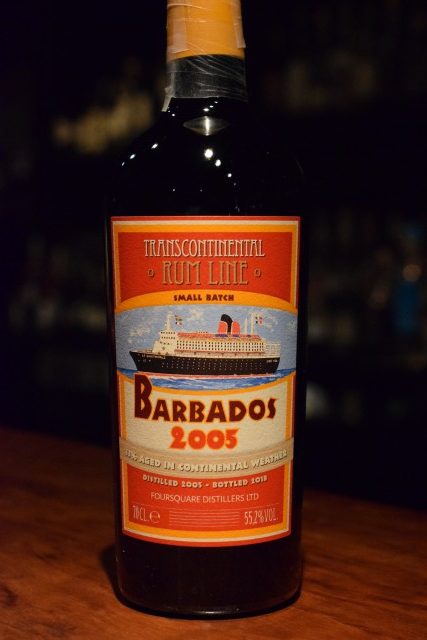 TRANSCONTINENTAL
RUM LINE
SMALL BATCH
BARBADOS
2005
AGED IN CONTINENTAL WEATHER
DISTILLED 2005 - BOTTLED 2018
FOURSQUARE DISTILLERS LTD
70CL. e
55,2% VOL.